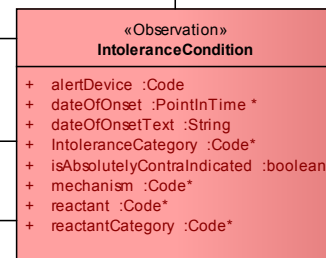 «Observation»
IntoleranceCondition
+ alertDevice :Code
+ dateOfOnset :PointInTime *
+ dateOfOnsetText :String
+ IntoleranceCategory :Code*
+ isAbsolutelyContraIndicated :boolean
+ mechanism :Code*
+ reactant :Code*
+ reactantCategory :Code*